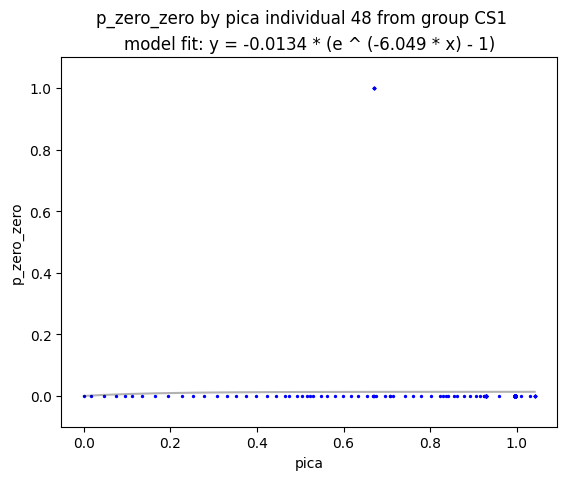 p_zero_zero by pica individual 48 from group CS1
model fit: y = -0.0134 * (e ^ (-6.049 * x) - 1)
1.0
0.8
0.6
0.4
0.2
0.0
p_zero_zero
0.0 0.2 0.4 0.6 0.8 1.0
pica